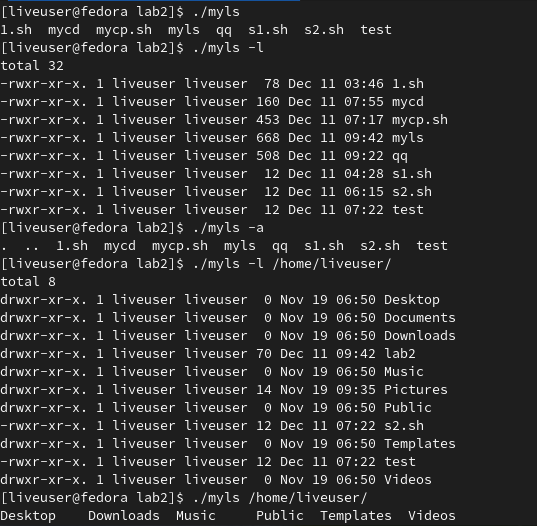 [liveuser@fedora lab2]$ ./myls
1.sh  mycd  mycp.sh  myls  qq  s1.sh  s2.sh  test
[liveuser@fedora lab2]$ ./myls -l
total 32
-rwxr-xr-x. 1 liveuser liveuser  78 Dec 11 03:46 1.sh
-rwxr-xr-x. 1 liveuser liveuser 160 Dec 11 07:55 mycd
-rwxr-xr-x. 1 liveuser liveuser 453 Dec 11 07:17 mycp.sh
-rwxr-xr-x. 1 liveuser liveuser 668 Dec 11 09:42 myls
-rwxr-xr-x. 1 liveuser liveuser 508 Dec 11 09:22 qq
-rwxr-xr-x. 1 liveuser liveuser  12 Dec 11 04:28 s1.sh
-rwxr-xr-x. 1 liveuser liveuser  12 Dec 11 06:15 s2.sh
-rwxr-xr-x. 1 liveuser liveuser  12 Dec 11 07:22 test
[liveuser@fedora lab2]$ ./myls -a
.  ..  1.sh  mycd  mycp.sh  myls  qq  s1.sh  s2.sh  test
[liveuser@fedora lab2]$ ./myls -l /home/liveuser/
total 8
drwxr-xr-x. 1 liveuser liveuser  0 Nov 19 06:50 Desktop
drwxr-xr-x. 1 liveuser liveuser  0 Nov 19 06:50 Documents
drwxr-xr-x. 1 liveuser liveuser  0 Nov 19 06:50 Downloads
drwxr-xr-x. 1 liveuser liveuser 70 Dec 11 09:42 lab2
drwxr-xr-x. 1 liveuser liveuser  0 Nov 19 06:50 Music
drwxr-xr-x. 1 liveuser liveuser 14 Nov 19 09:35 Pictures
drwxr-xr-x. 1 liveuser liveuser  0 Nov 19 06:50 Public
-rwxr-xr-x. 1 liveuser liveuser 12 Dec 11 07:22 s2.sh
drwxr-xr-x. 1 liveuser liveuser  0 Nov 19 06:50 Templates
-rwxr-xr-x. 1 liveuser liveuser 12 Dec 11 07:22 test
drwxr-xr-x. 1 liveuser liveuser  0 Nov 19 06:50 Videos
[liveuser@fedora lab2]$ ./myls /home/liveuser/
Desktop    Downloads  Music     Public  Templates  Videos